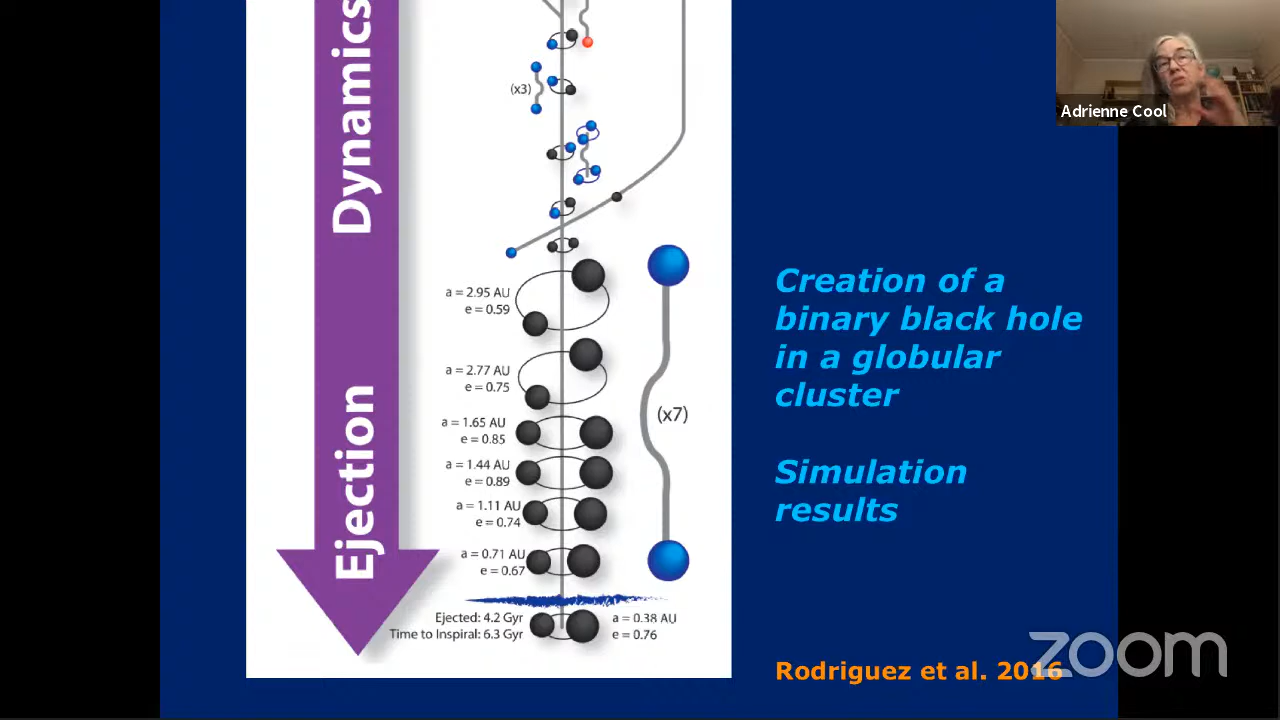 Dynamics
Ejection
(x3)
a = 2.95 AU
e = 0.59
a = 2.77 AU
e = 0.75
a = 1.65 AU
e = 0.85
a = 1.44 AU
e = 0.89
a = 1.11 AU
e = 0.74
a = 0.71 AU
e = 0.67
(x7)
Ejected: 4.2 Gyr
Time to Inspiral: 6.3 Gyr
a = 0.38 AU
e = 0.76
Adrienne Cool
Creation of a
binary black hole
in a globular
cluster
Simulation
results
Rodriguez et al. 2016
zoom